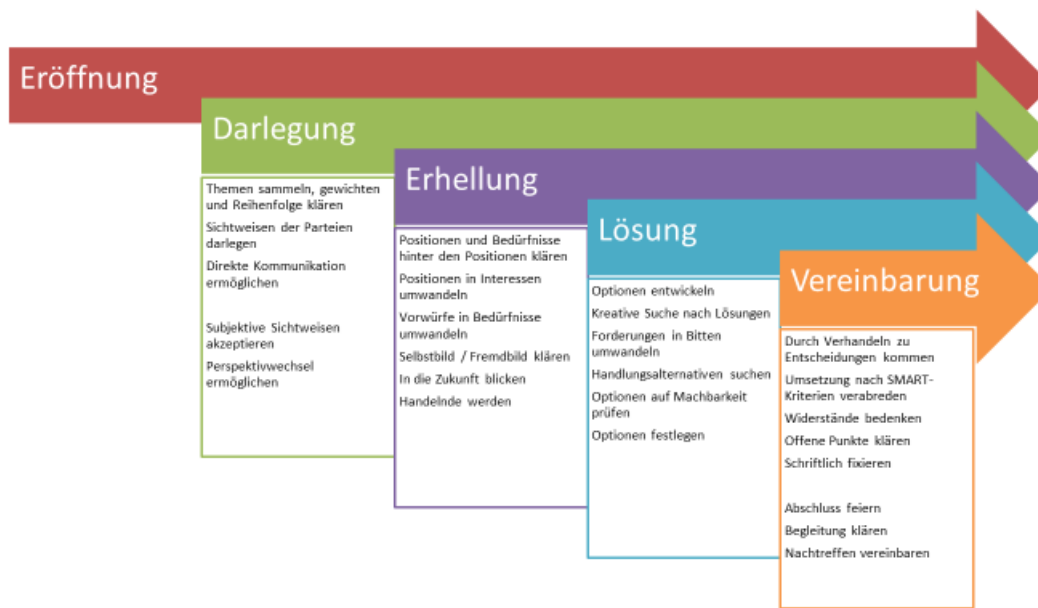 Eröffnung
Darlegung
Themen sammeln, gewichten
und Reihenfolge klären
Sichtweisen der Parteien
darlegen
Direkte Kommunikation
ermöglichen
Subjektive Sichtweisen
akzeptieren
Perspektivwechsel
ermöglichen
Erhellung
Positionen und Bedürfnisse
hinter den Positionen klären
Positionen in Interessen
umwandeln
Vorwürfe in Bedürfnisse
umwandeln
Selbstbild / Fremdbild klären
In die Zukunft blicken
Handelnde werden
Lösung
Optionen entwickeln
Kreative Suche nach Lösungen
Forderungen in Bitten
umwandeln
Handlungsalternativen suchen
Optionen auf Machbarkeit
prüfen
Optionen festlegen
Vereinbarung
Durch Verhandeln zu
Entscheidungen kommen
Umsetzung nach SMART-
Kriterien verabreden
Widerstände bedenken
Offene Punkte klären
Schriftlich fixieren
Abschluss feiern
Begleitung klären
Nachtreffen vereinbaren